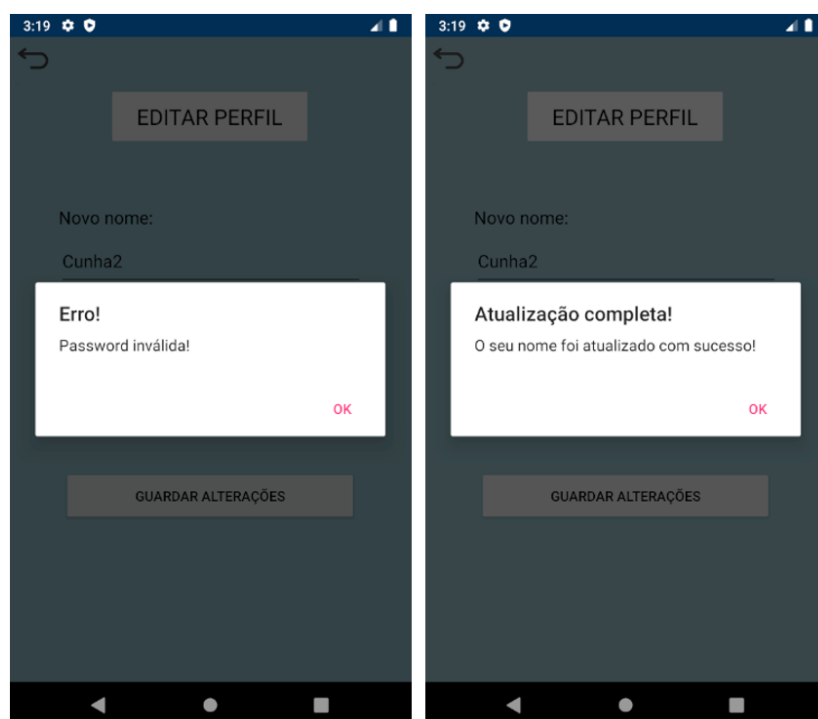 3:19
EDITAR PERFIL
Novo nome:
Cunha2
Erro!
Password inválida!
OK
GUARDAR ALTERAÇÕES
3:19
EDITAR PERFIL
Novo nome:
Cunha2
Atualização completa!
O seu nome foi atualizado com sucesso!
OK
GUARDAR ALTERAÇÕES